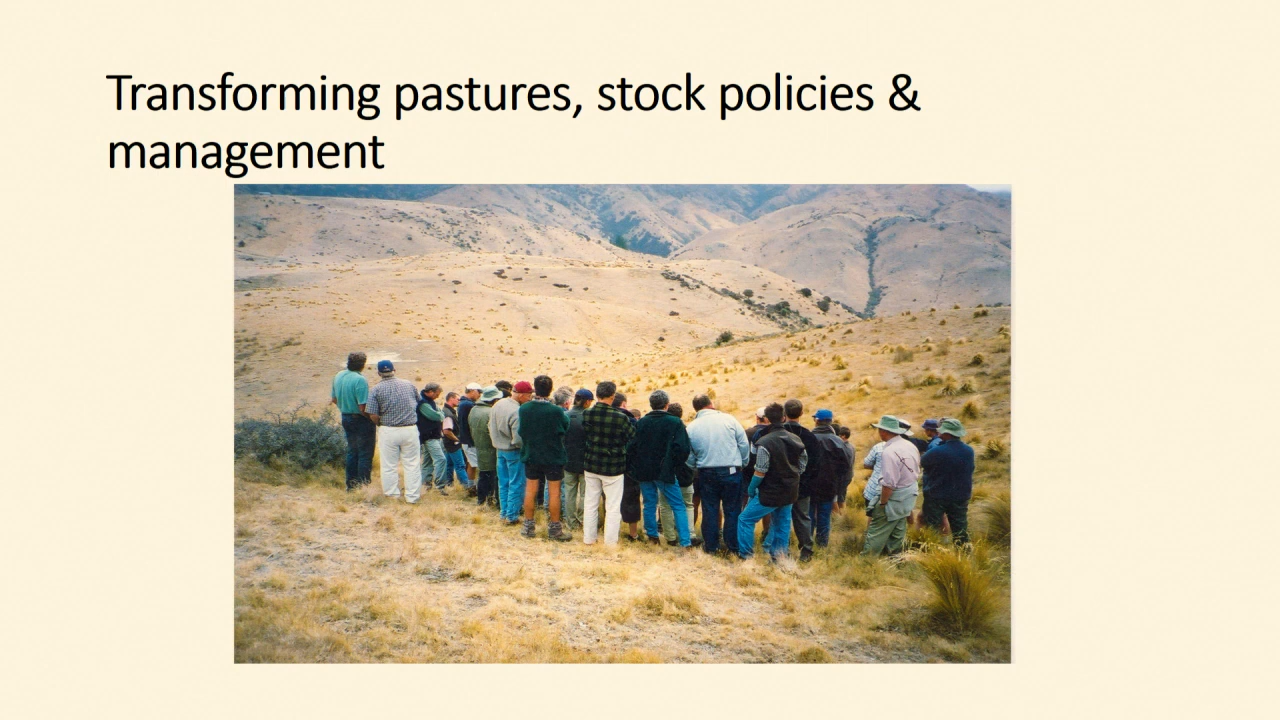 Transforming pastures, stock policies &
management